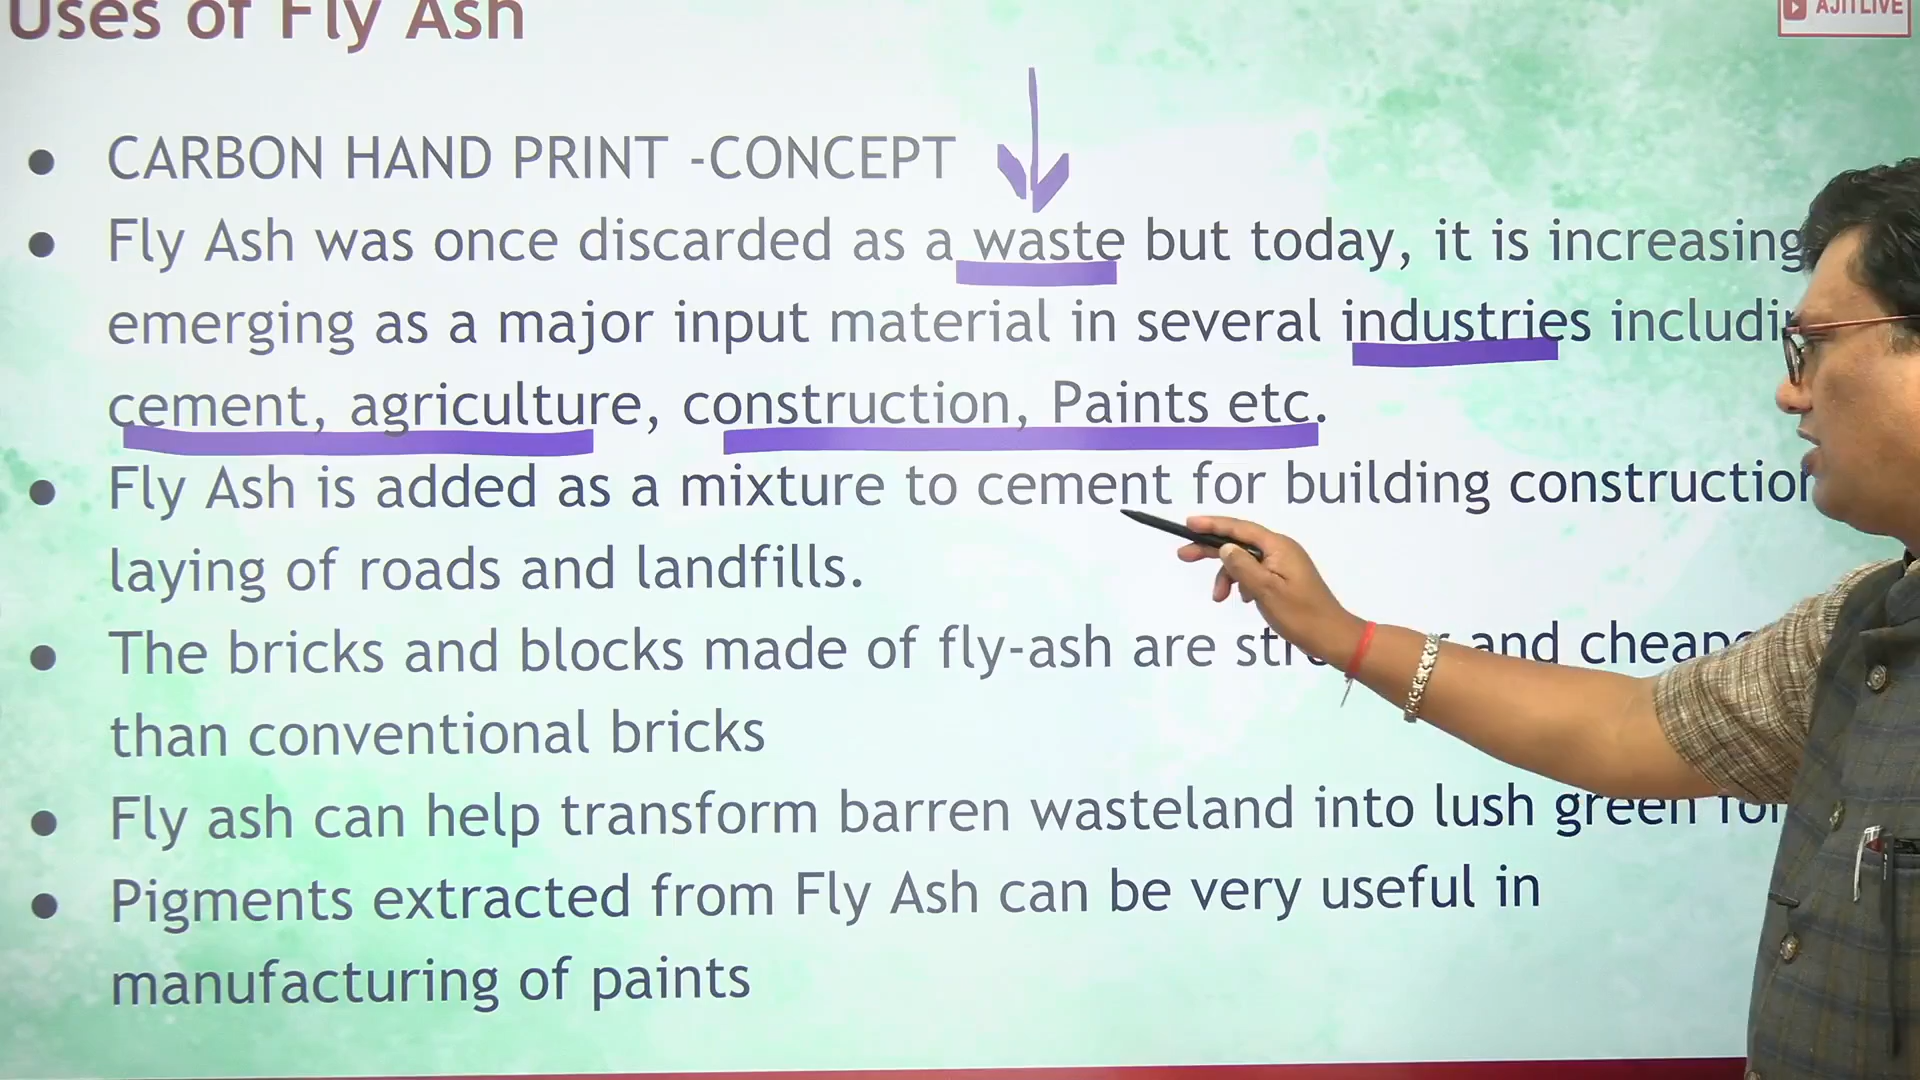 Uses of Fly Ash
AJITLIVE
CARBON HAND PRINT -CONCEPT
Fly Ash was once discarded as a waste but today, it is increasing
emerging as a major input material in several industries
cement, agriculture, construction, Paints etc.
Fly Ash is added as a mixture to cement for building construction
laying of roads and landfills.
The bricks and blocks made of fly-ash are and
than conventional bricks
Fly ash can help transform barren wasteland into lush green
Pigments extracted from Fly Ash can be very useful in
manufacturing of paints